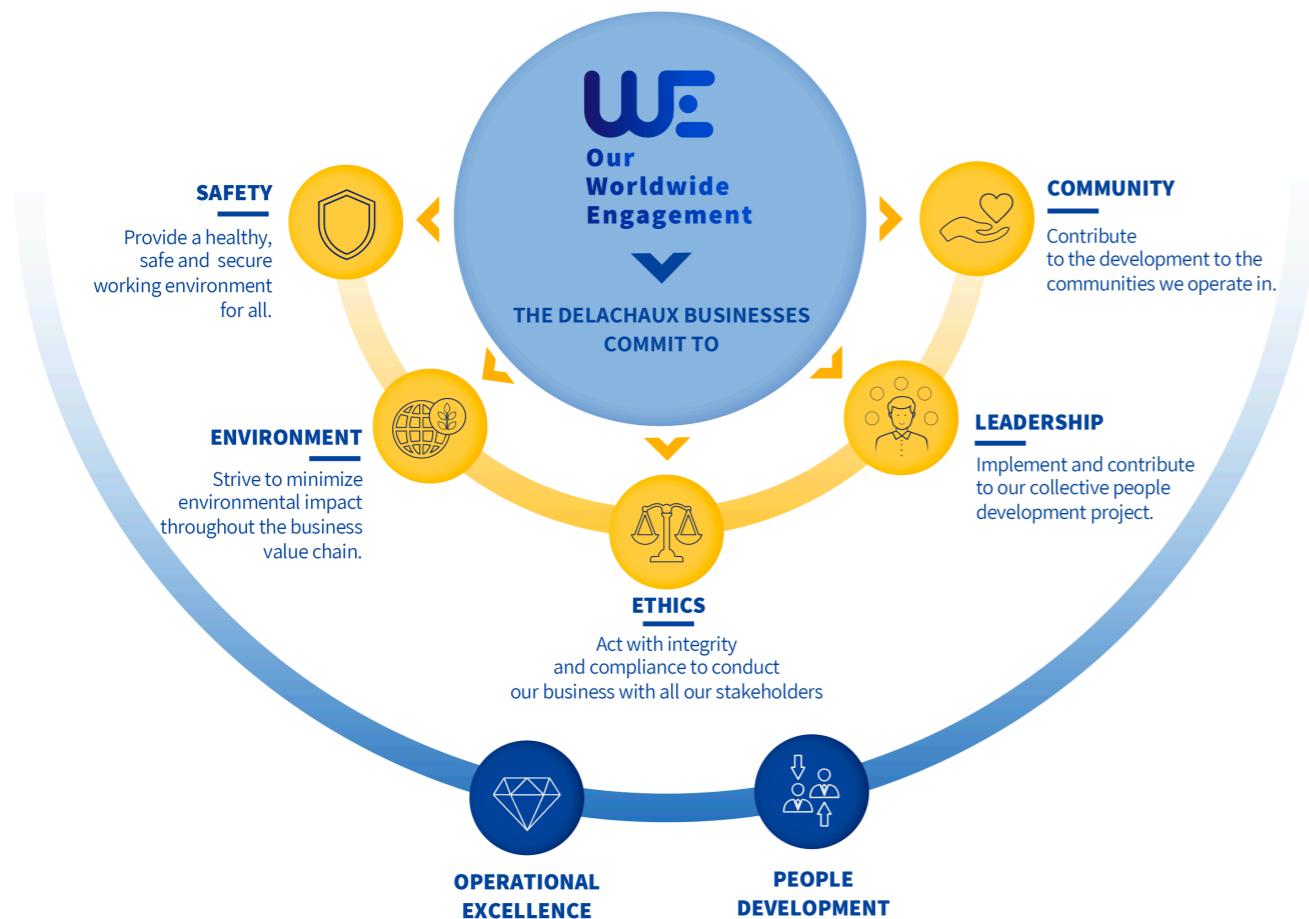 WE
Our
Worldwide
Engagement
THE DELACHAUX BUSINESSES
COMMIT TO
SAFETY
Provide a healthy,
safe and secure
working environment
for all.
ENVIRONMENT
Strive to minimize
environmental impact
throughout the business
value chain.
ETHICS
Act with integrity
and compliance to conduct
our business with all our stakeholders
LEADERSHIP
Implement and contribute
to our collective people
development project.
COMMUNITY
Contribute
to the development to the
communities we operate in.
OPERATIONAL
EXCELLENCE
PEOPLE
DEVELOPMENT